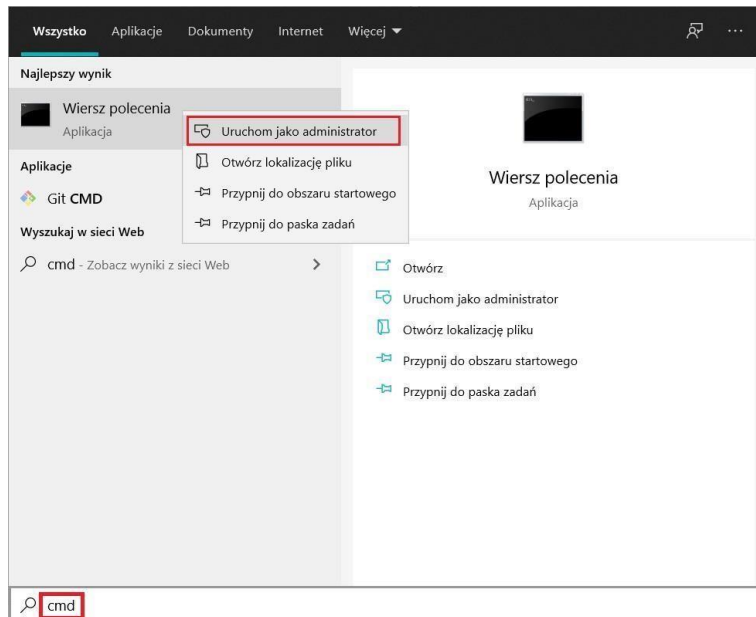 Wszystko Aplikacje Dokumenty Internet Więcej
Najlepszy wynik
Wiersz polecenia
Aplikacja
Uruchom jako administrator
Otwórz lokalizację pliku
Przypnij do obszaru startowego
Przypnij do paska zadań
Aplikacje
Git CMD
Wyszukaj w sieci Web
cmd - Zobacz wyniki z sieci Web
Wiersz polecenia
Aplikacja
Otwórz
Uruchom jako administrator
Otwórz lokalizację pliku
Przypnij do obszaru startowego
Przypnij do paska zadań
cmd